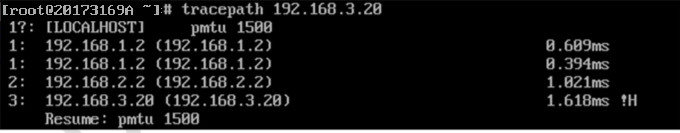 [root@20173169A ~]# tracepath 192.168.3.20
1?: [LOCALHOST]     pmtu 1500
1:  192.168.1.2 (192.168.1.2)                    0.609ms
1:  192.168.1.2 (192.168.1.2)                    0.394ms
2:  192.168.2.2 (192.168.2.2)                    1.021ms
3:  192.168.3.20 (192.168.3.20)                  1.618ms !H
    Resume: pmtu 1500